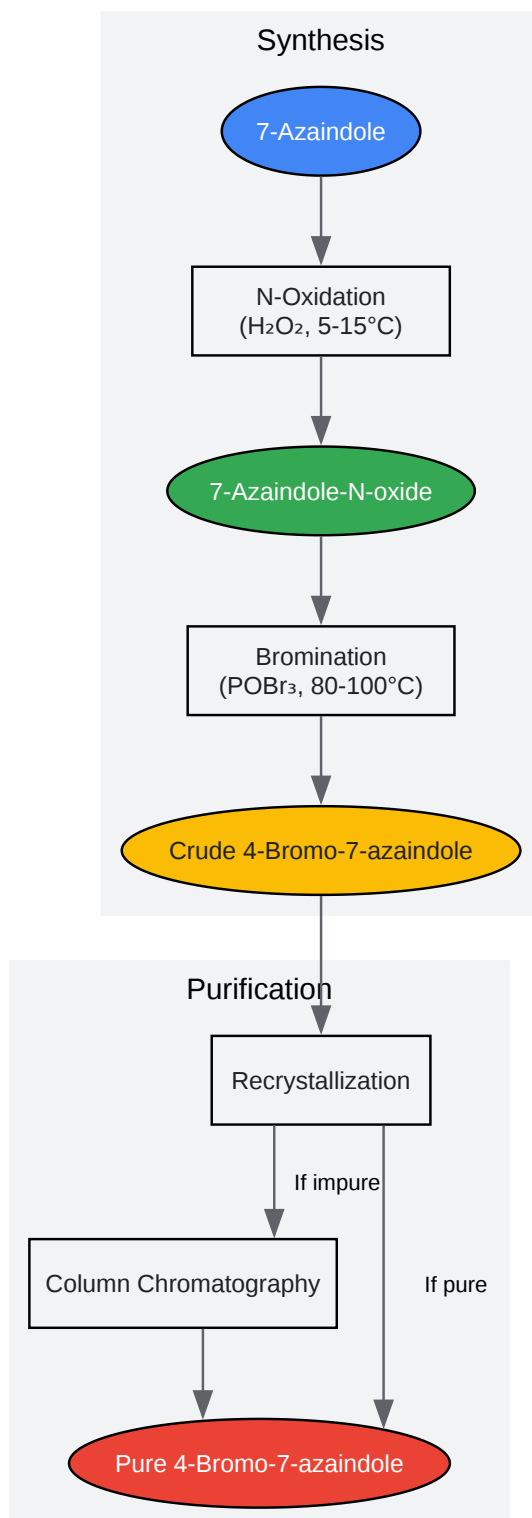 Synthesis
7-Azaindole
N-Oxidation
(H₂O₂, 5-15°C)
7-Azaindole-N-oxide
Bromination
(POBr₃, 80-100°C)
Crude 4-Bromo-7-azaindole
Purification
Recrystallization
If impure
Column Chromatography
If pure
Pure 4-Bromo-7-azaindole